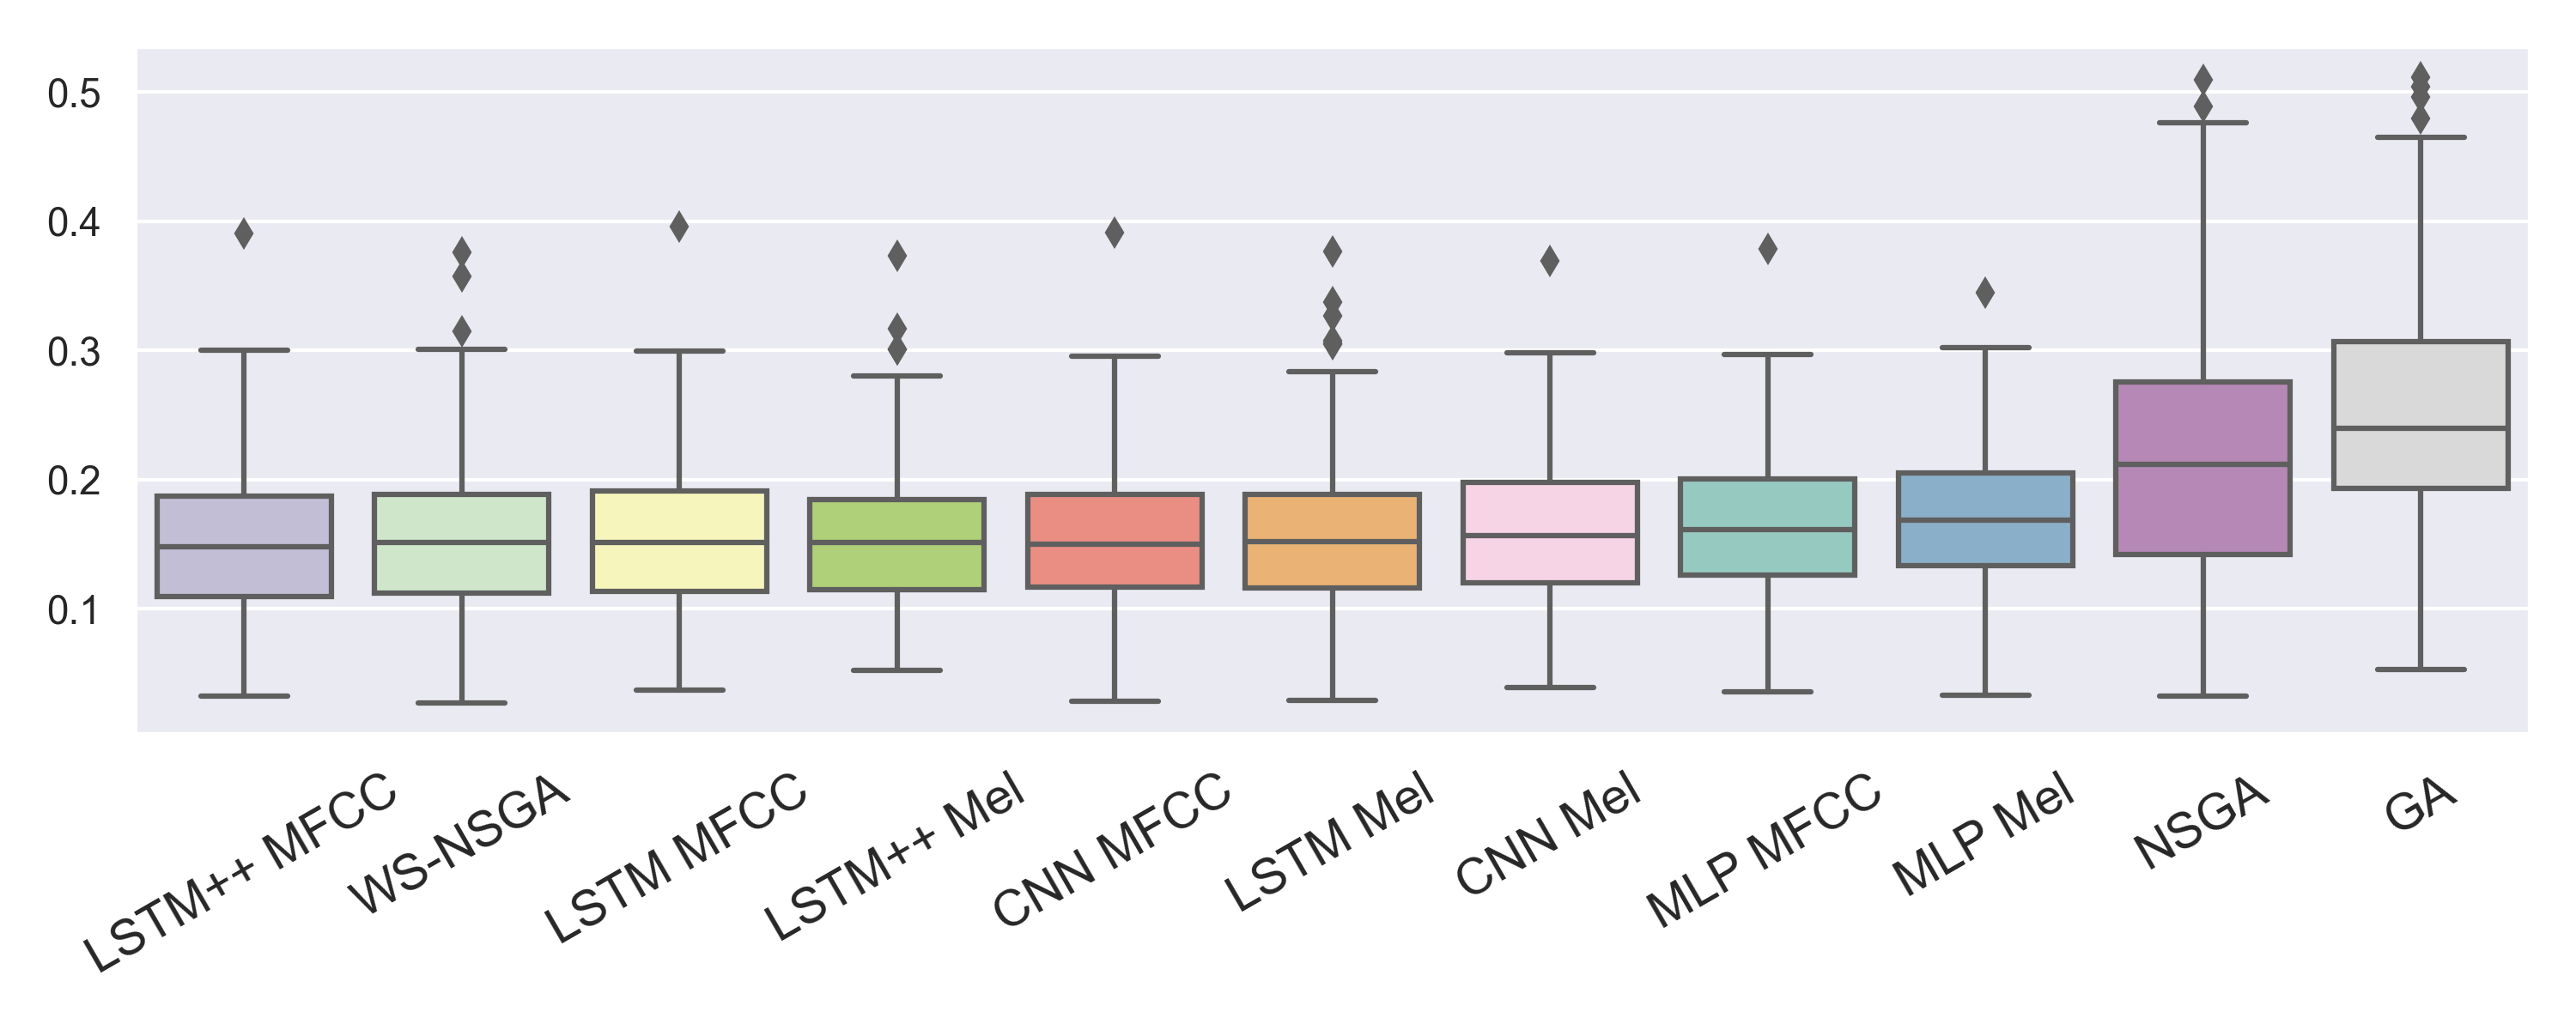 0.5
0.4
0.3
0.2
0.1
LSTM++ MFCC
WS-NSGA
LSTM MFCC
LSTM++ Mel
CNN MFCC
LSTM Mel
CNN Mel
MLP MFCC
MLP Mel
NSGA
GA